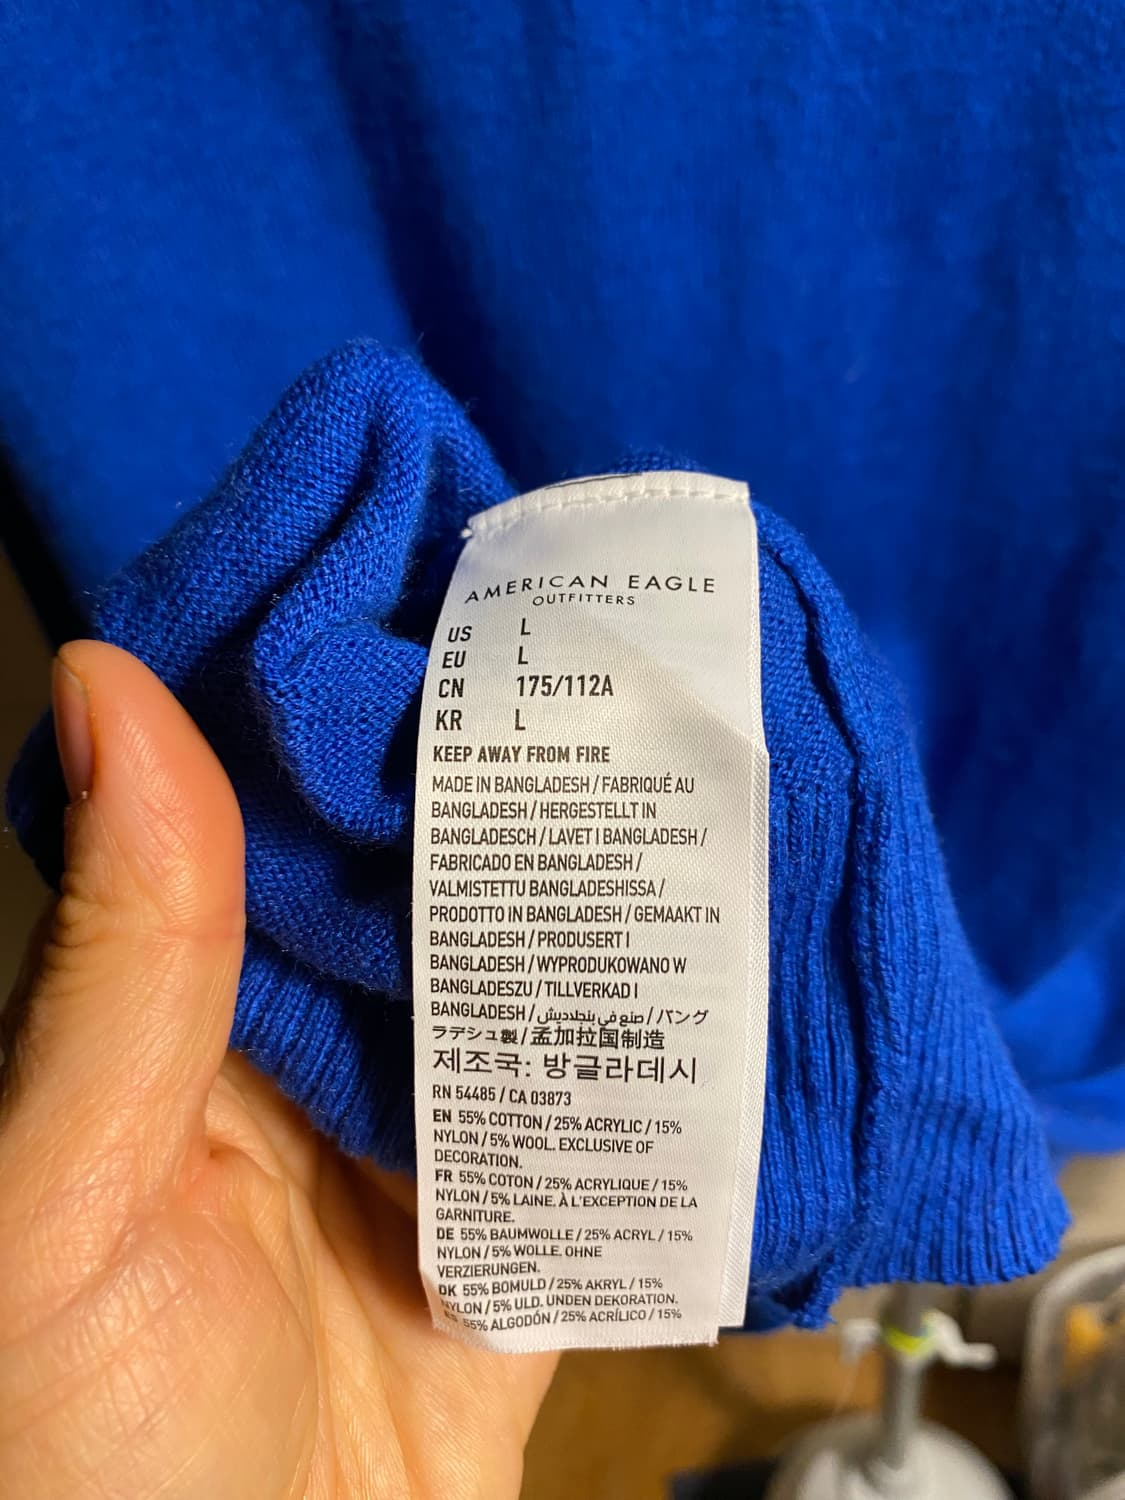 AMERICAN EAGLE
OUTFITTERS
US L
EU L
CN 175/112A
KR L
KEEP AWAY FROM FIRE
MADE IN BANGLADESH / FABRIQUÉ AU
BANGLADESH / HERGESTELLT IN
BANGLADESCH / LAVET I BANGLADESH /
FABRICADO EN BANGLADESH /
VALMISTETTU BANGLADESHISSA /
PRODOTTO IN BANGLADESH / GEMAAKT IN
BANGLADESH / PRODUSERT I
BANGLADESH / WYPRODUKOWANO W
BANGLADESZU / TILLVERKAD I
BANGLADESH / صنع في بنجلاديش / バング
ラデシュ製 / 孟加拉国制造
제조국: 방글라데시
RN 54485 / CA 03873
EN 55% COTTON / 25% ACRYLIC / 15%
NYLON / 5% WOOL. EXCLUSIVE OF
DECORATION.
FR 55% COTON / 25% ACRYLIQUE / 15%
NYLON / 5% LAINE. À L'EXCEPTION DE LA
GARNITURE.
DE 55% BAUMWOLLE / 25% ACRYL / 15%
NYLON / 5% WOLLE. OHNE
VERZIERUNGEN.
DK 55% BOMULD / 25% AKRYL / 15%
NYLON / 5% ULD. UNDEN DEKORATION.
55% ALGODÓN / 25% ACRÍLICO / 15%